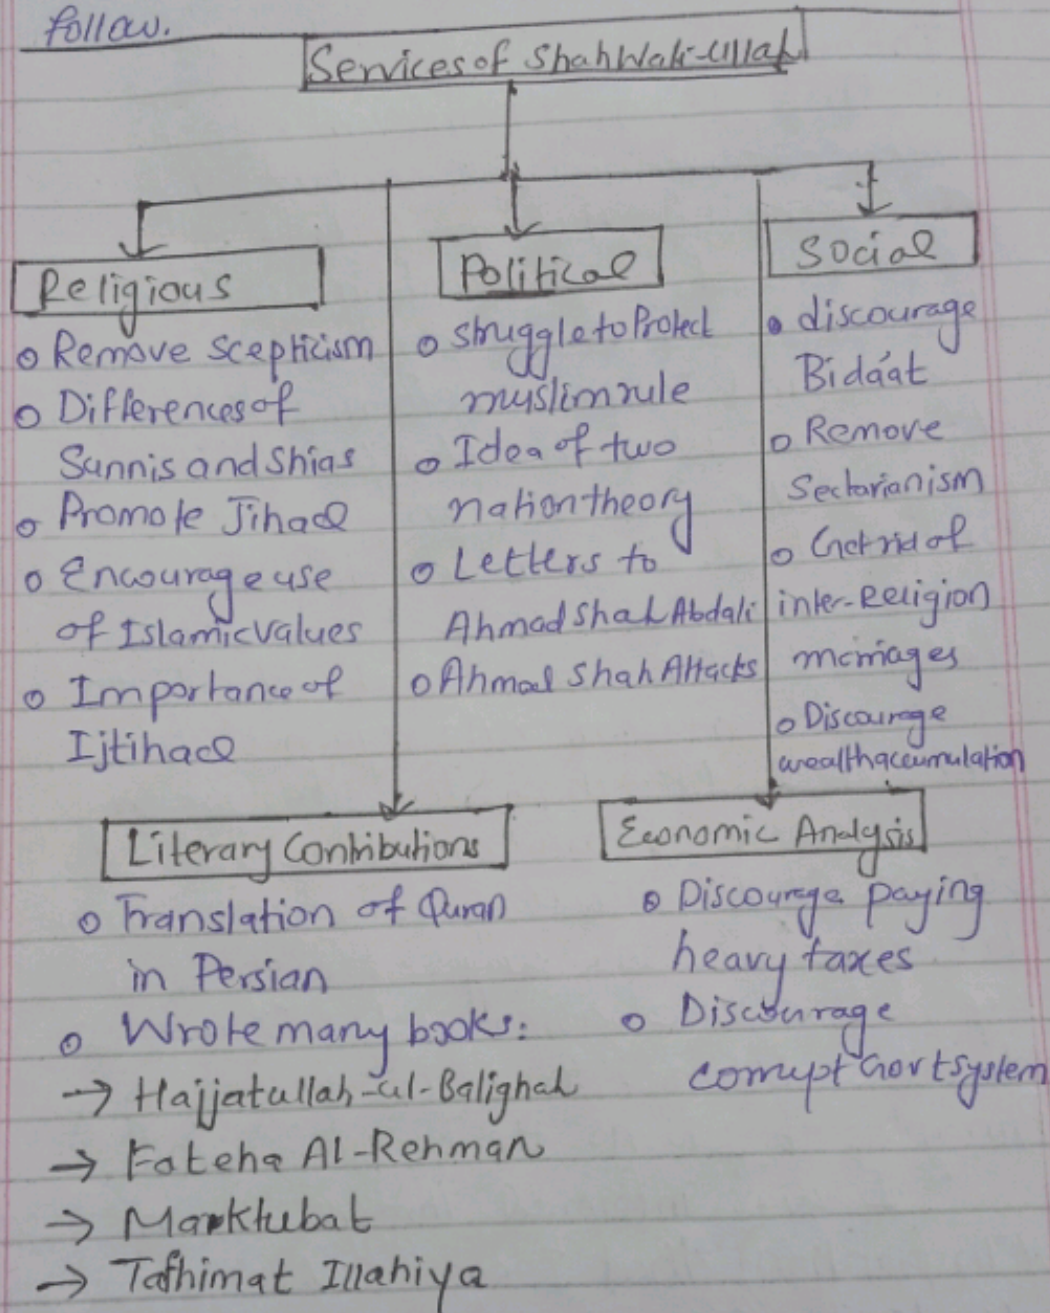 follow.
Services of Shah Wali-Ullah
Religious
o Remove scepticism
o Differences of
Sunnis and Shias
o Promote Jihad
o Encourage use
of Islamic values
o Importance of
Ijtihad
Political
o struggle to Protect
muslim rule
o Idea of two
nation theory
o Letters to
Ahmad Shah Abdali
o Ahmad Shah Attacks
Social
o discourage
Bidáat
o Remove
Sectarianism
o Get rid of
inter-Religion
marriages
o Discourage
wealth accumulation
Literary Contributions
o Translation of Quran
in Persian
o Wrote many books:
→ Hajjatullah-ul-Balighah
→ Fateha Al-Rehman
→ Marktubat
→ Tafhimat Illahiya
Economic Analysis
o Discourage paying
heavy taxes
o Discourage
corrupt Govt system